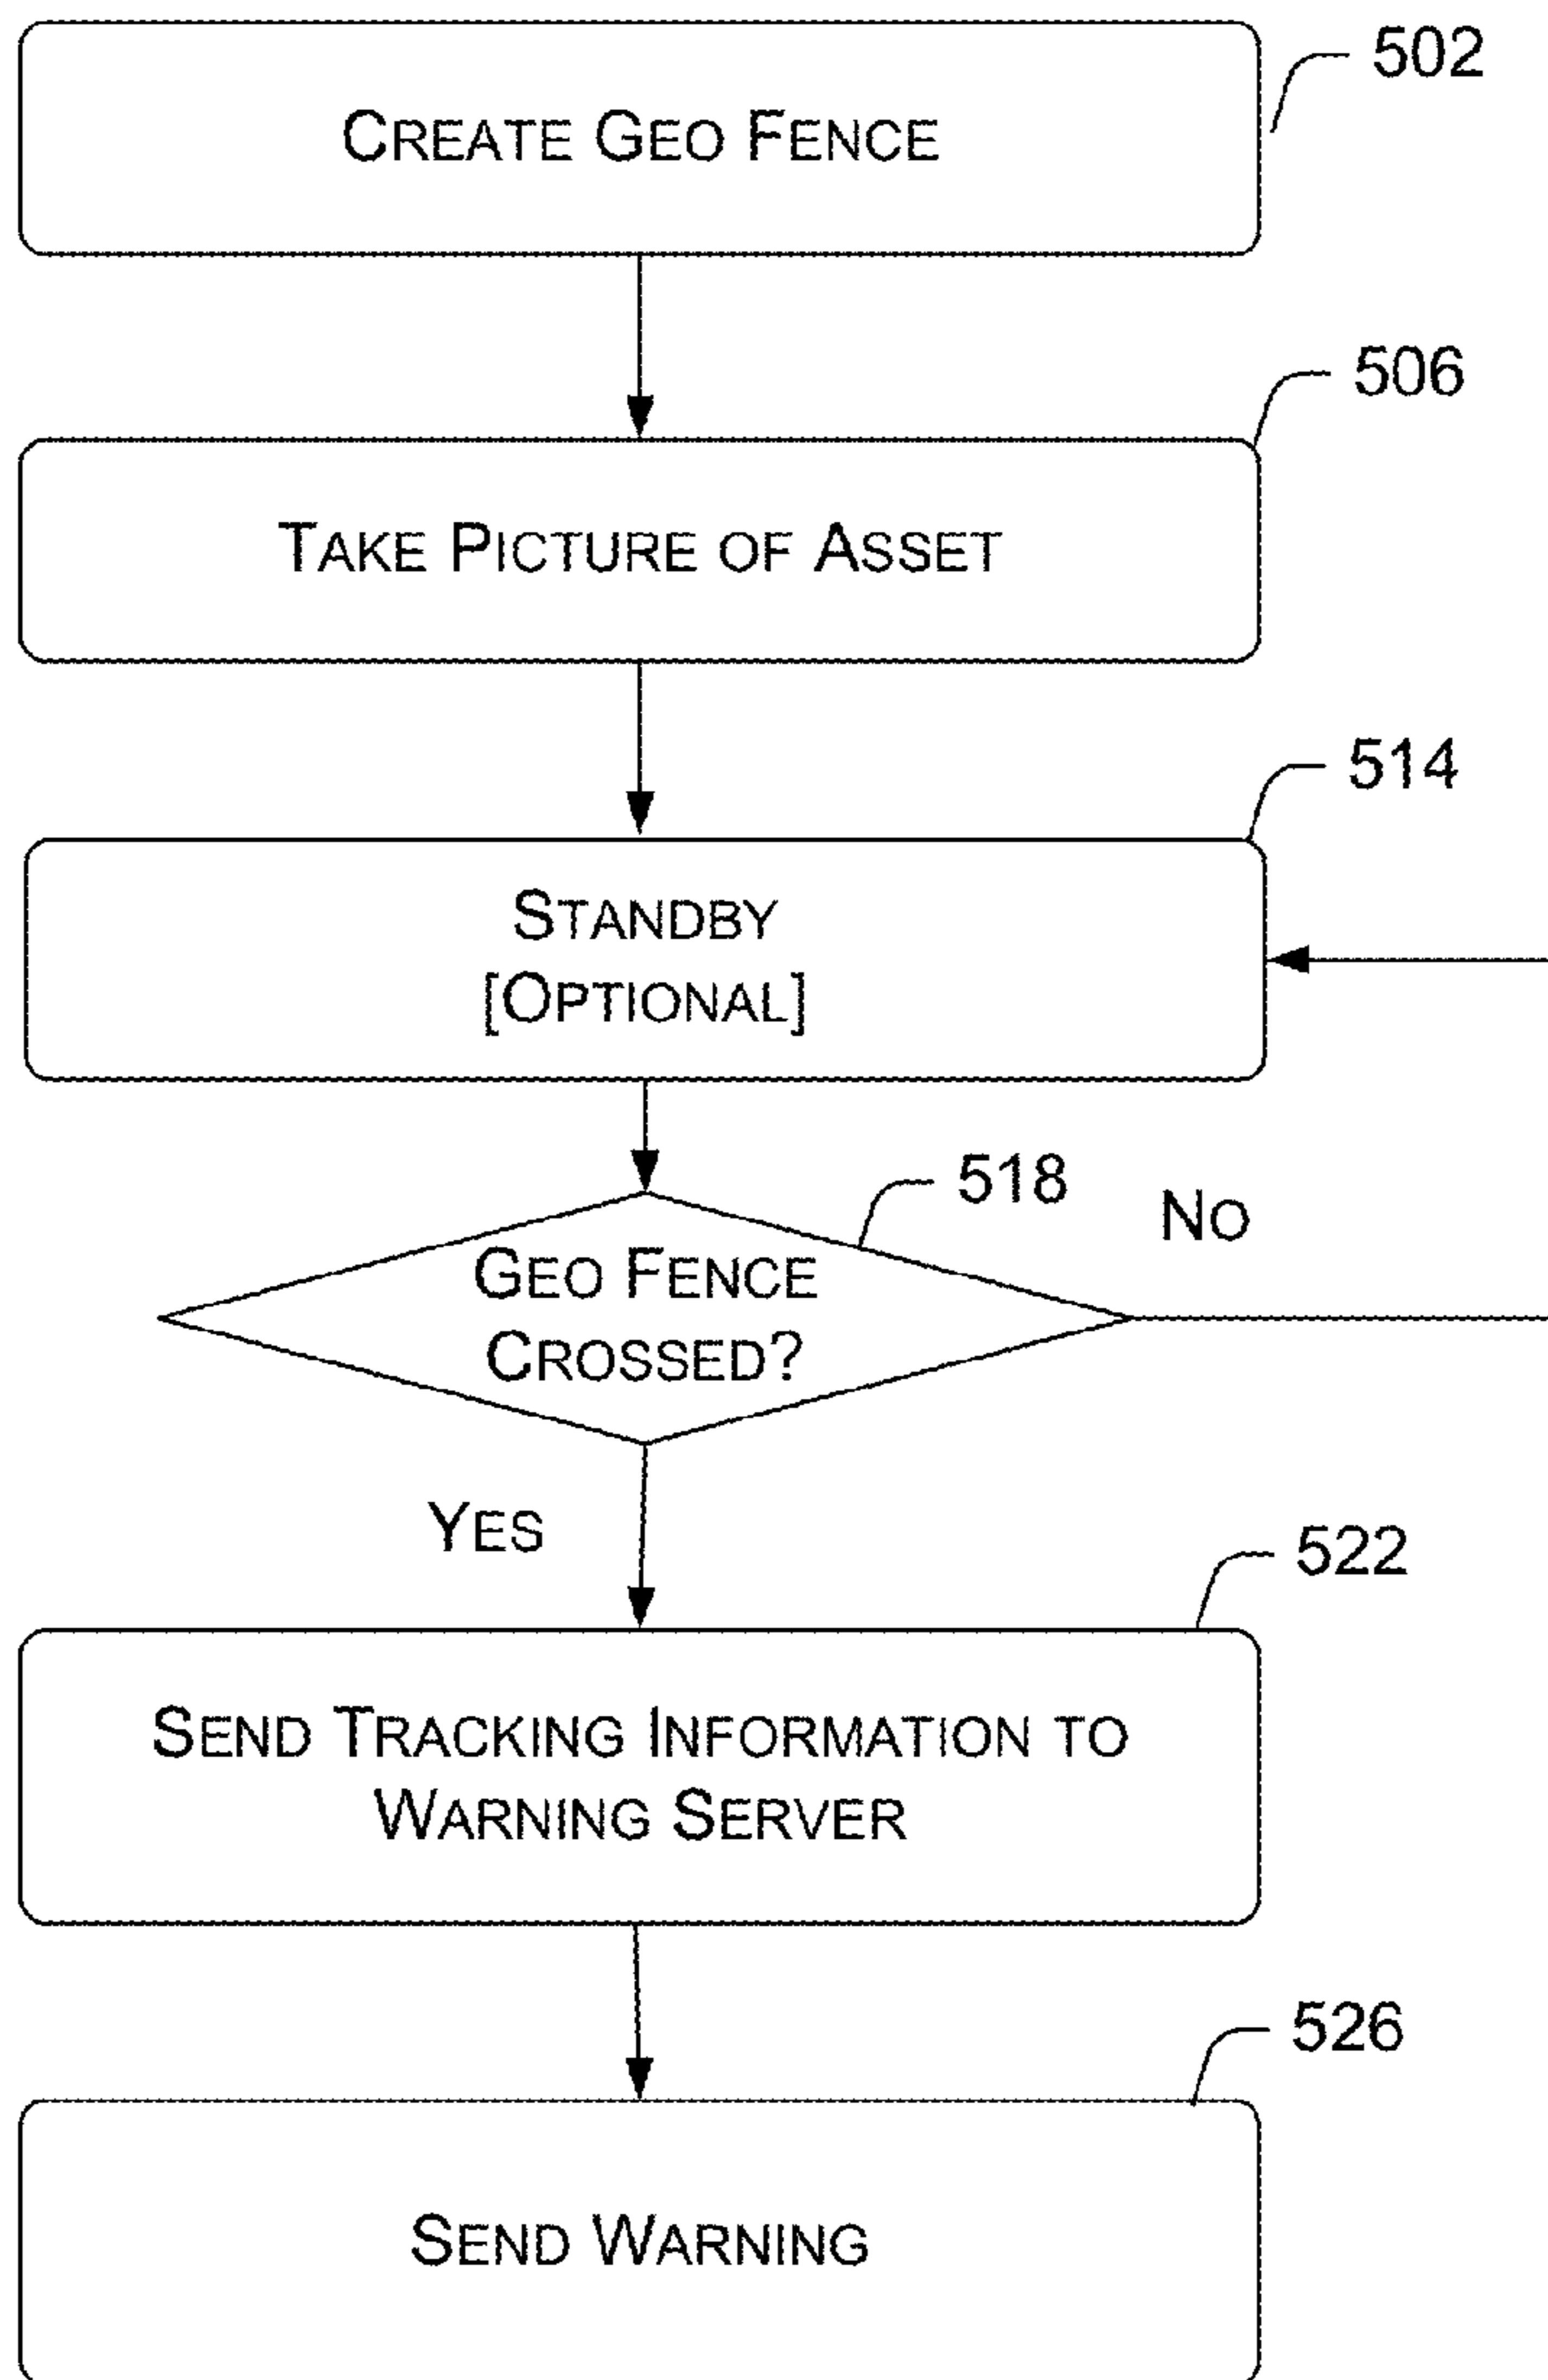 CREATE GEO FENCE
502
TAKE PICTURE OF ASSET
506
STANDBY
[OPTIONAL]
514
GEO FENCE
CROSSED?
518
NO
YES
SEND TRACKING INFORMATION TO
WARNING SERVER
522
SEND WARNING
526